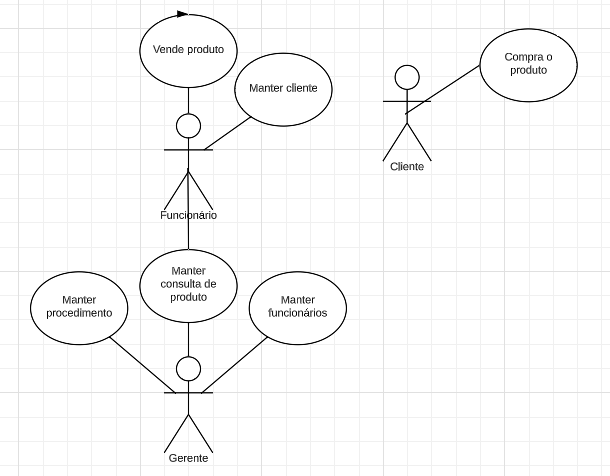 Vende produto
Manter cliente
Compra o
produto
Cliente
Funcionário
Manter
consulta de
produto
Manter
procedimento
Manter
funcionários
Gerente